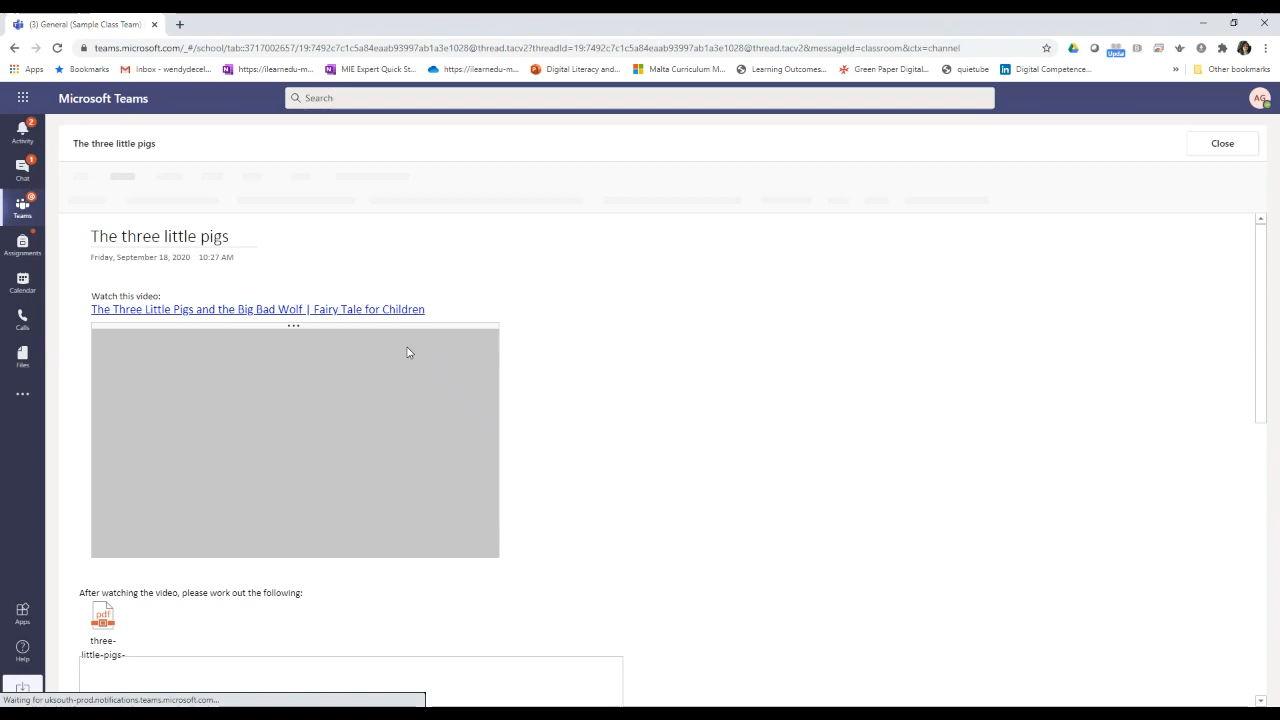 (3) General (Sample Class Team)
teams.microsoft.com/_#/school/tab:3717002657/19:7492c7c1c5a84eaab93997ab1a3e1028@thread.tacv2?threadId=19:7492c7c1c5a84eaab93997ab1a3e1028@thread.tacv2&messageId=classroom&ctx=channel
Upda
Apps Bookmarks Inbox - wendydecel... https://ilearnedu-m... MIE Expert Quick St... https://ilearnedu-m... Digital Literacy and... Malta Curriculum M... Learning Outcomes... Green Paper Digital... quietube Digital Competence... » Other bookmarks
Microsoft Teams Search AG
2
Activity
1
Chat
Teams
Assignments
Calendar
Calls
Files
Apps
Help
The three little pigs Close
The three little pigs
Friday, September 18, 2020 10:27 AM
Watch this video:
The Three Little Pigs and the Big Bad Wolf | Fairy Tale for Children
After watching the video, please work out the following:
pdf
three-
little-pigs-
Waiting for uksouth-prod.notifications.teams.microsoft.com...